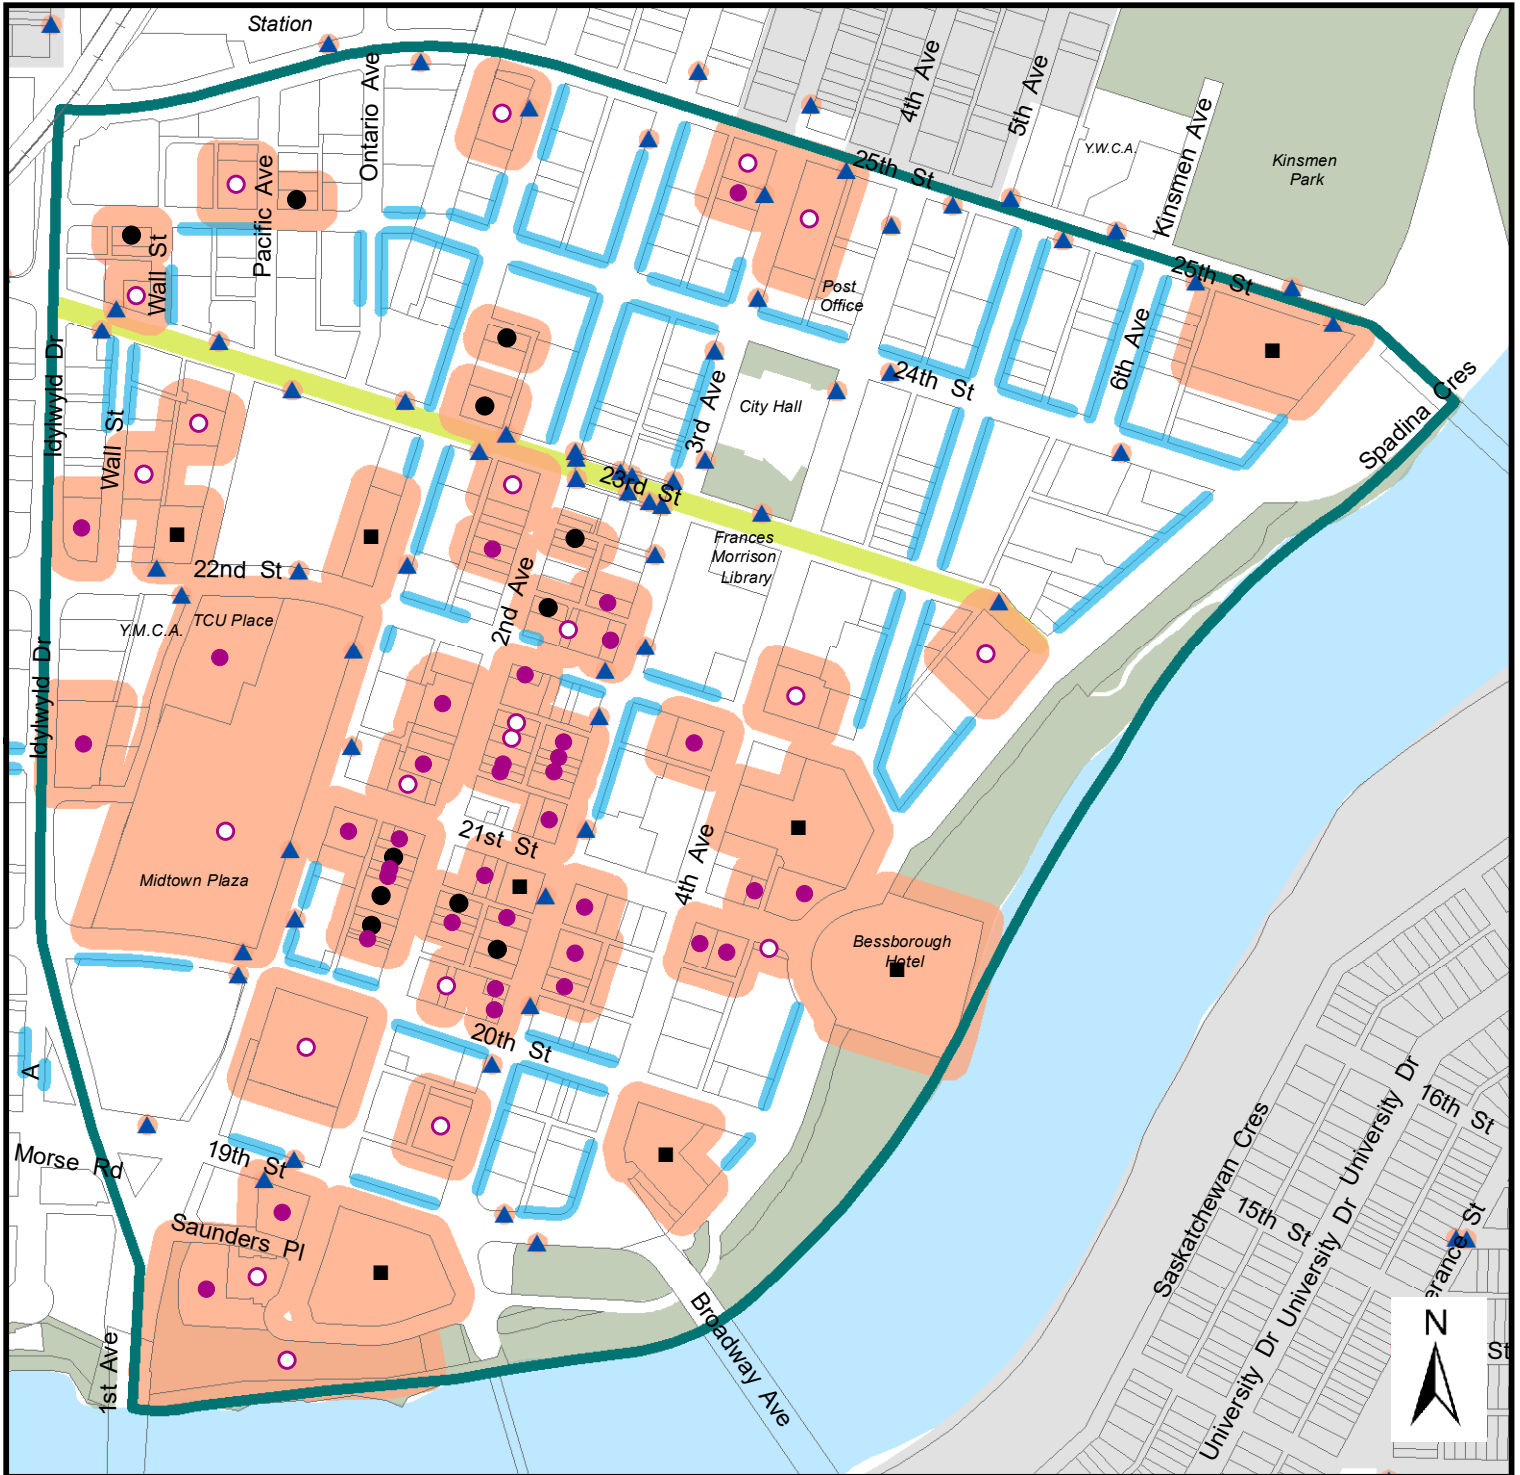 Station
Ontario Ave
4th Ave
5th Ave
Y.W.C.A.
Kinsmen Ave
Kinsmen
Park
25th St
Pacific Ave
Wall St
25th St
Post
Office
6th Ave
Idylwyld Dr
24th St
Spadina Cres
3rd Ave
City Hall
Wall St
23rd St
Frances
Morrison
Library
22nd St
2nd Ave
TCU Place
Y.M.C.A.
Idylwyld Dr
21st St
4th Ave
Midtown Plaza
Bessborough
Hotel
20th St
A
University Dr
16th St
Morse Rd
19th St
Saskatchewan Cres
15th St
University Dr
Saunders Pl
erance St
Broadway Ave
N
St
1st Ave
University Dr